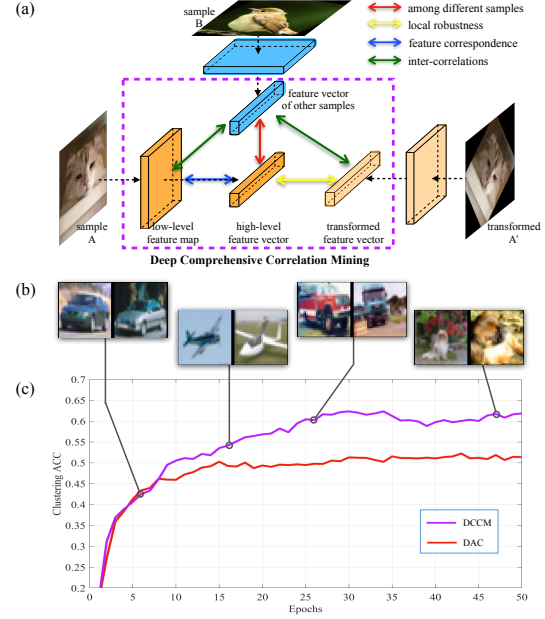 (a)
sample
B
among different samples
local robustness
feature correspondence
inter-correlations
feature vector
of other samples
sample
A
low-level
feature map
high-level
feature vector
transformed
feature vector
transformed
A'
Deep Comprehensive Correlation Mining
(b)
(c)
0.7
0.65
0.6
0.55
0.5
0.45
0.4
0.35
0.3
0.25
0.2
Clustering ACC
DCCM
DAC
0 5 10 15 20 25 30 35 40 45 50
Epochs